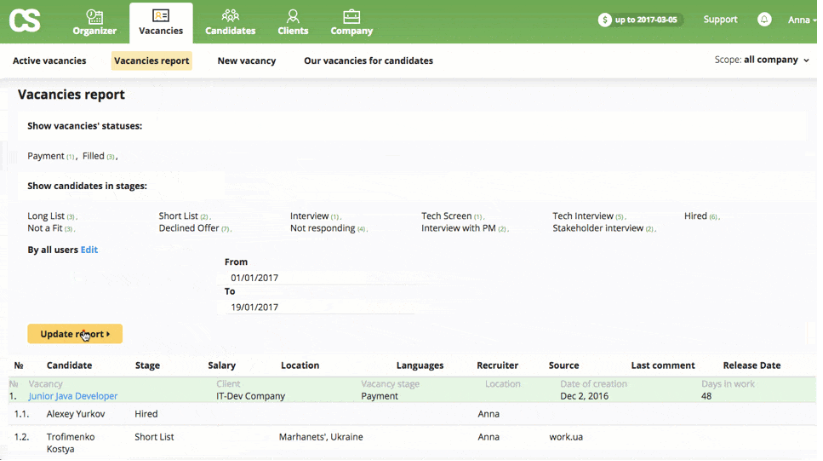 CS
Organizer Vacancies Candidates Clients Company $ up to 2017-03-05 Support Anna
Active vacancies Vacancies report New vacancy Our vacancies for candidates Scope: all company
Vacancies report
Show vacancies' statuses:
Payment (1), Filled (3),
Show candidates in stages:
Long List (3), Short List (2), Interview (1), Tech Screen (1), Tech Interview (5), Hired (6),
Not a Fit (3), Declined Offer (7), Not responding (4), Interview with PM (2), Stakeholder interview (2),
By all users Edit
From
01/01/2017
To
19/01/2017
Update report
№ Candidate Stage Salary Location Languages Recruiter Source Last comment Release Date
№ Vacancy Client Vacancy stage Location Date of creation Days in work
1. Junior Java Developer IT-Dev Company Payment Dec 2, 2016 48
1.1. Alexey Yurkov Hired Anna
1.2. Trofimenko Short List Marhanets', Ukraine Anna work.ua
Kostya